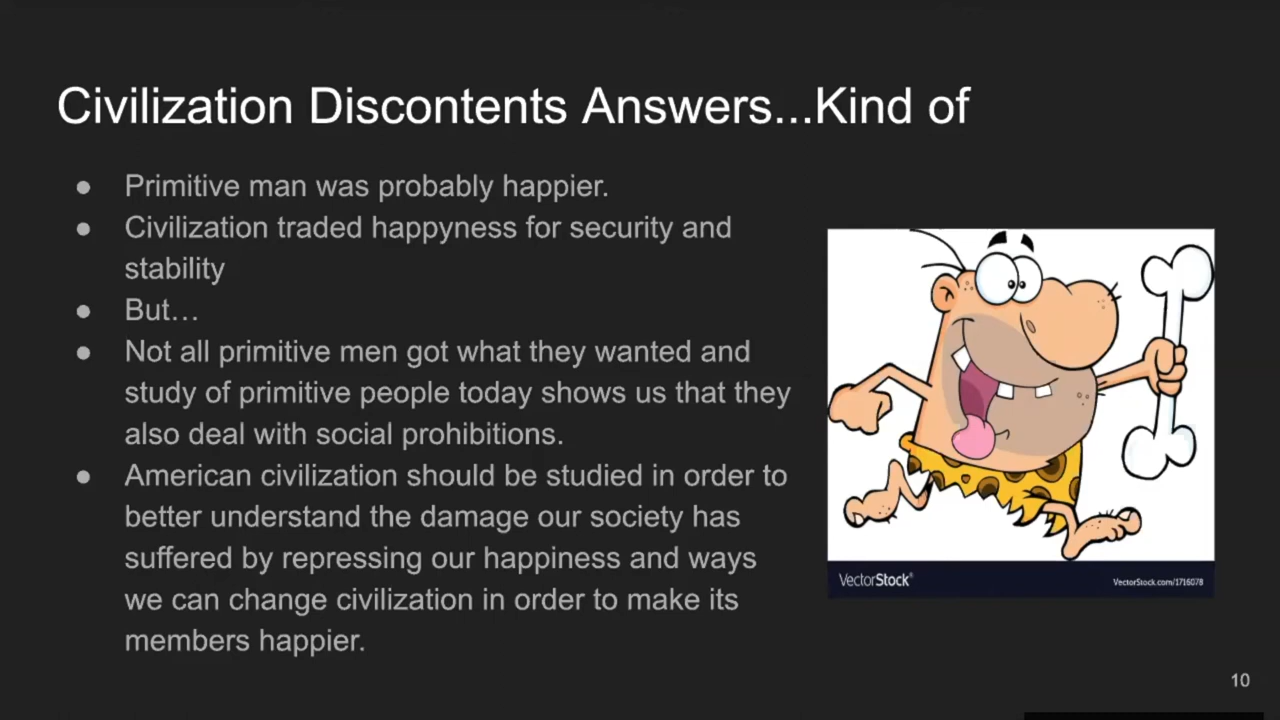 Civilization Discontents Answers...Kind of
● Primitive man was probably happier.
● Civilization traded happyness for security and
stability
● But…
● Not all primitive men got what they wanted and
study of primitive people today shows us that they
also deal with social prohibitions.
● American civilization should be studied in order to
better understand the damage our society has
suffered by repressing our happiness and ways
we can change civilization in order to make its
members happier.
VectorStock®
VectorStock.com/1716078
10